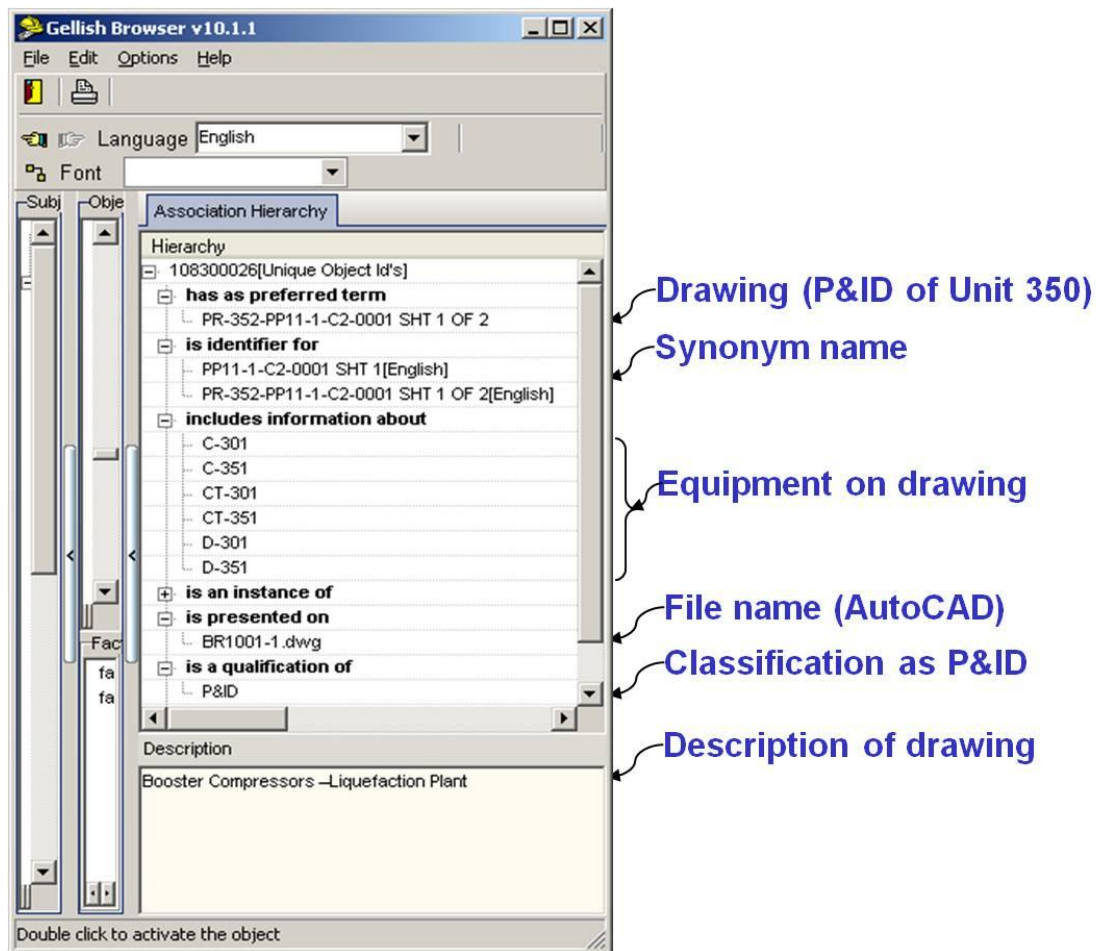 Gellish Browser v10.1.1
File Edit Options Help
Language English
Font
Subj
Obje
Association Hierarchy
Hierarchy
108300026[Unique Object Id's]
has as preferred term
PR-352-PP11-1-C2-0001 SHT 1 OF 2
is identifier for
PP11-1-C2-0001 SHT 1[English]
PR-352-PP11-1-C2-0001 SHT 1 OF 2[English]
includes information about
C-301
C-351
CT-301
CT-351
D-301
D-351
is an instance of
is presented on
BR1001-1.dwg
is a qualification of
P&ID
Fac
fa
fa
Description
Booster Compressors –Liquefaction Plant
Double click to activate the object
Drawing (P&ID of Unit 350)
Synonym name
Equipment on drawing
File name (AutoCAD)
Classification as P&ID
Description of drawing